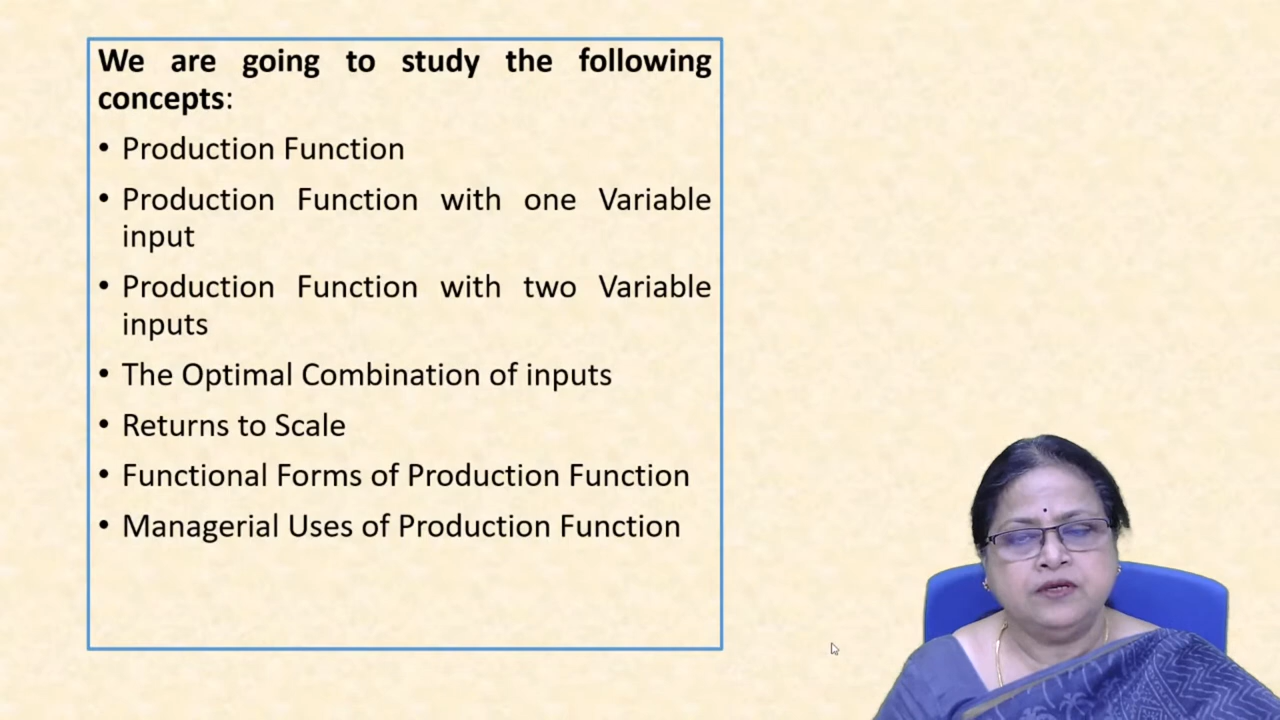 We are going to study the following
concepts:
• Production Function
• Production Function with one Variable
input
• Production Function with two Variable
inputs
• The Optimal Combination of inputs
• Returns to Scale
• Functional Forms of Production Function
• Managerial Uses of Production Function